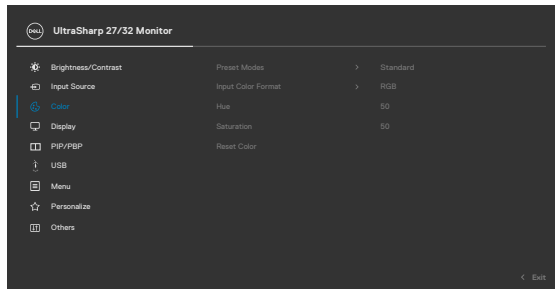 DELL UltraSharp 27/32 Monitor
Brightness/Contrast Preset Modes > Standard
Input Source Input Color Format > RGB
Color Hue 50
Display Saturation 50
PIP/PBP Reset Color
USB
Menu
Personalize
Others
< Exit